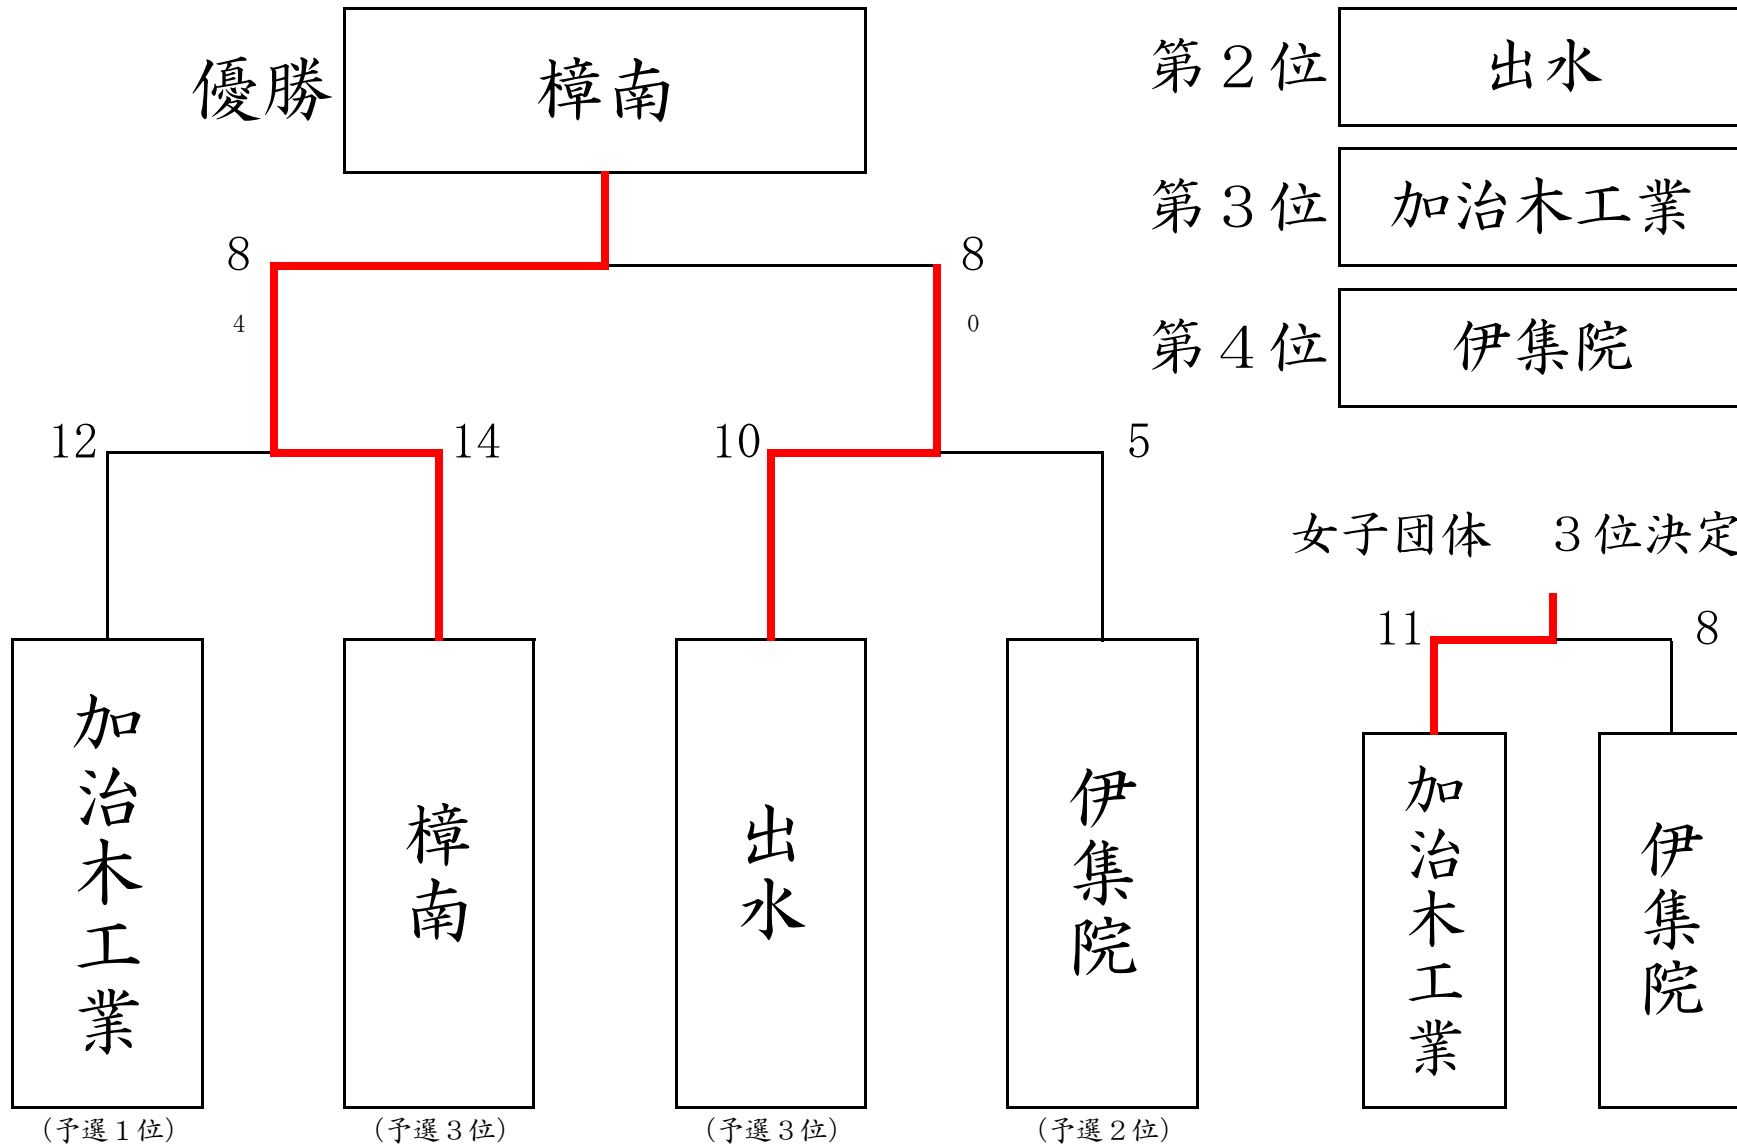 優勝 樟南
第２位 出水
第３位 加治木工業
第４位 伊集院
8 8
4 0
12 14 10 5
女子団体　３位決定
11 8
加治木工業
樟南
出水
伊集院
加治木工業
伊集院
(予選１位) (予選３位) (予選３位) (予選２位)